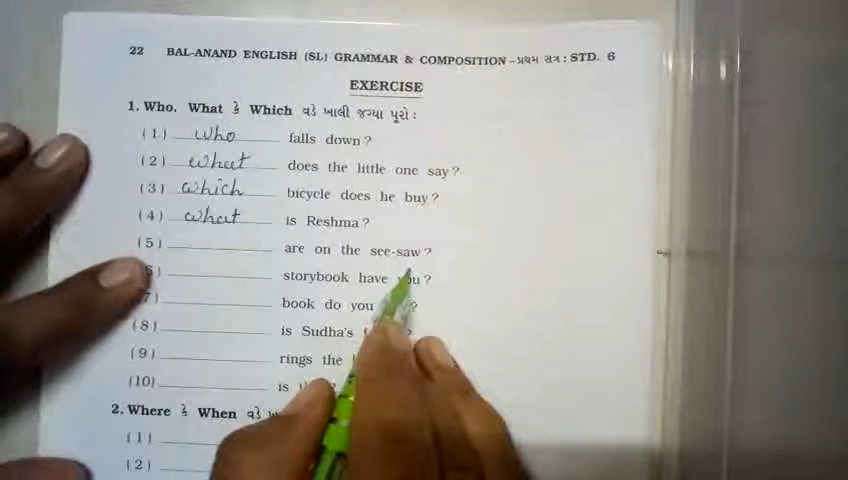 22 BAL-ANAND ENGLISH (SL) GRAMMAR & COMPOSITION – પ્રથમ સત્ર : STD. 6
EXERCISE
1. Who. What કે Which વડે ખાલી જગ્યા પૂરો :
(1) who falls down ?
(2) what does the little one say ?
(3) which bicycle does he buy ?
(4) what is Reshma ?
(5) are on the see-saw ?
6) storybook have you ?
7) book do you ?
(8) is Sudha's ?
(9) rings the
(10) is
2. Where કે When વડે
(1)
(2)